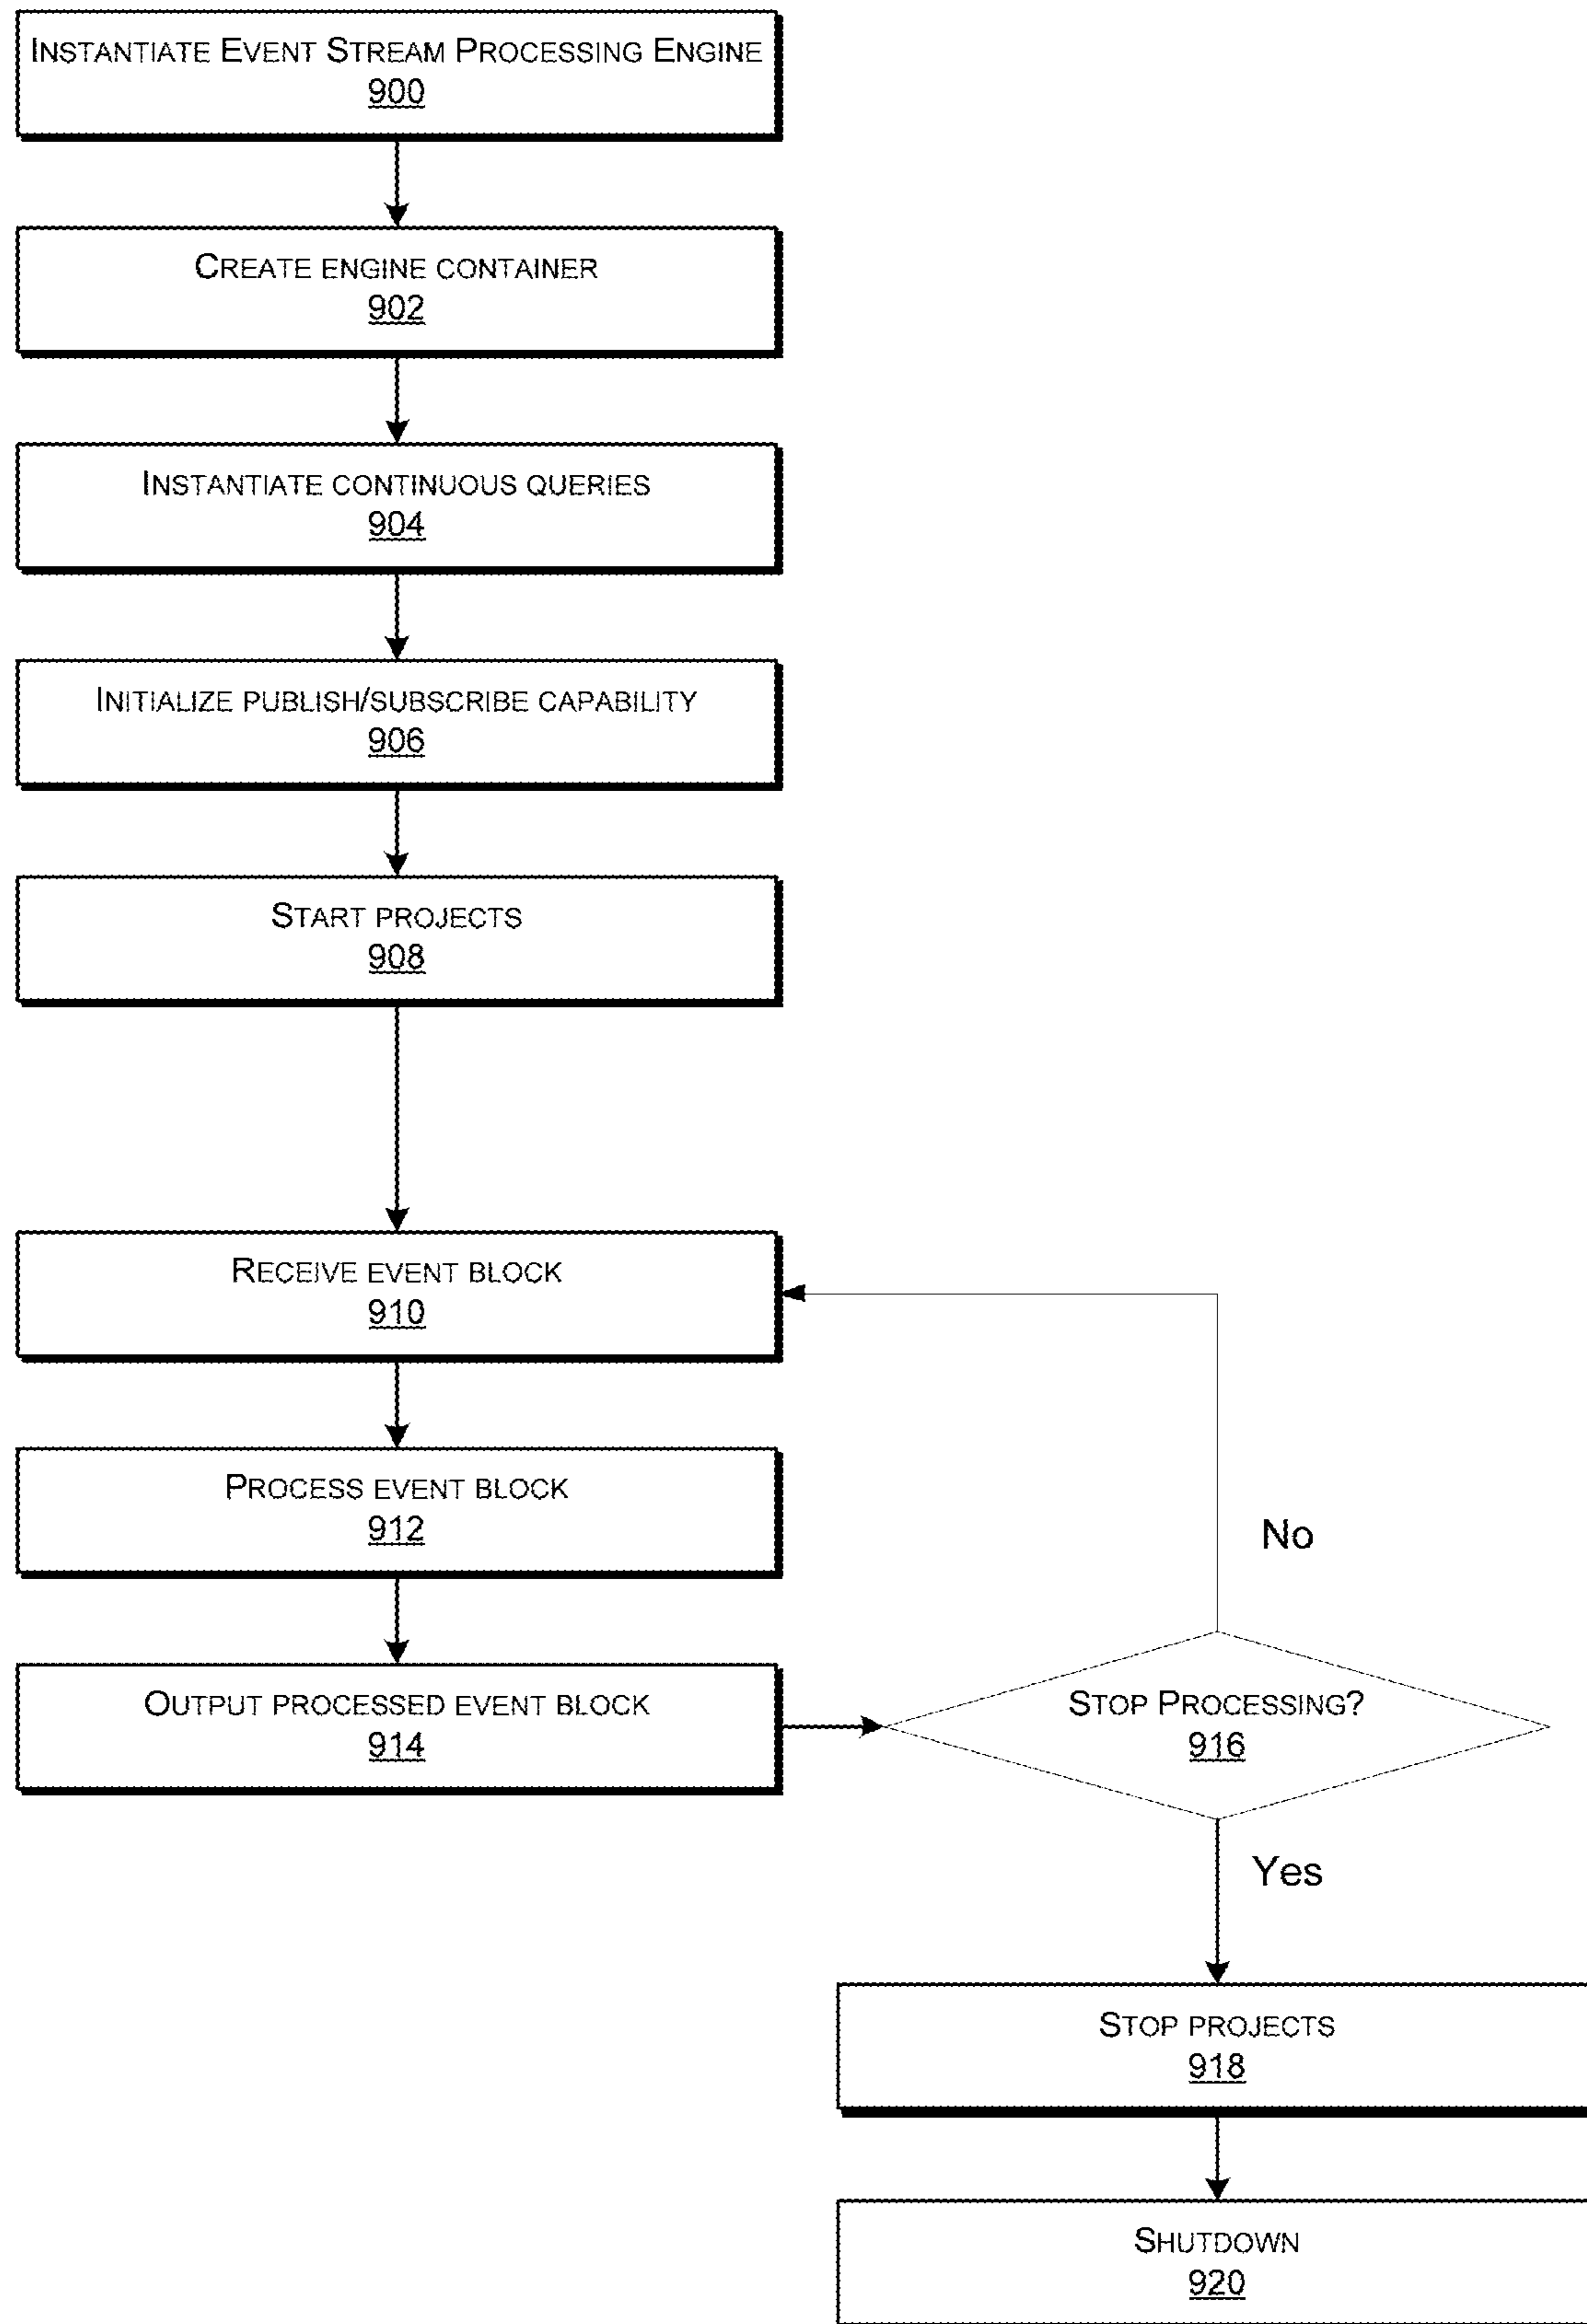 Instantiate Event Stream Processing Engine
900
Create engine container
902
Instantiate continuous queries
904
Initialize publish/subscribe capability
906
Start projects
908
Receive event block
910
Process event block
912
No
Output processed event block
914
Stop Processing?
916
Yes
Stop projects
918
Shutdown
920